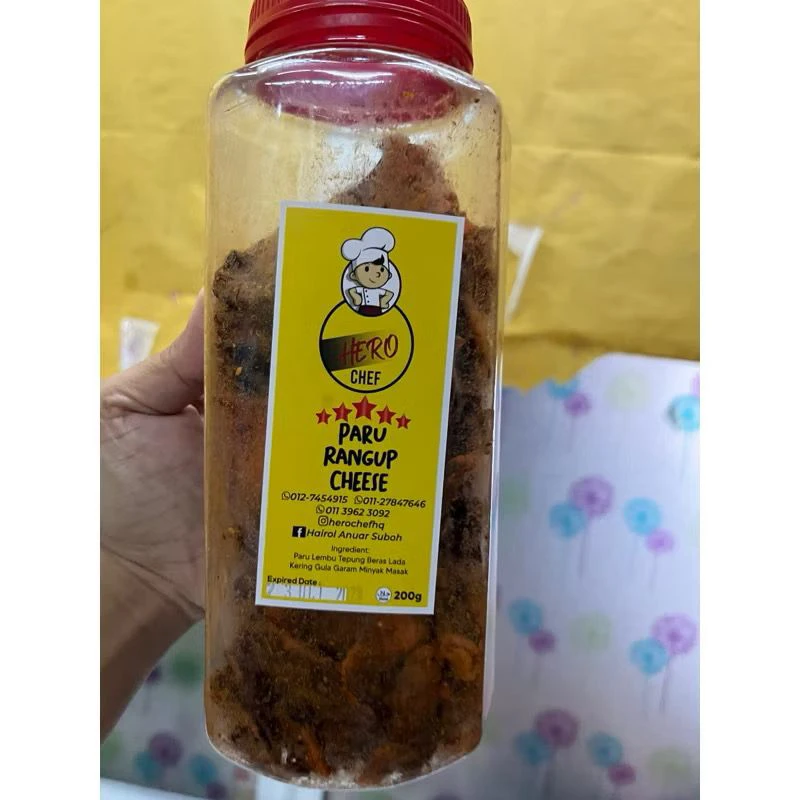 HERO
CHEF
PARU
RANGUP
CHEESE
012-7454915 011-27847646
011 3962 3092
herochefhq
Hairol Anuar Suboh
Ingredient:
Paru Lembu Tepung Beras Lada
Kering Gula Garam Minyak Masak
Expired Date :
200g